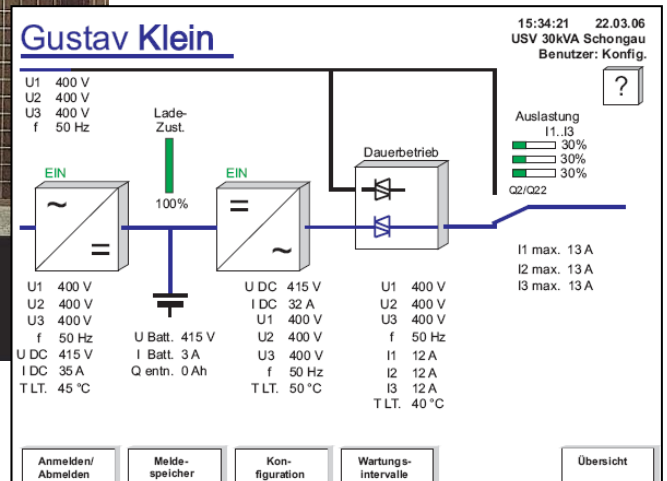 Gustav Klein
15:34:21 22.03.06
USV 30kVA Schongau
Benutzer: Konfig.
?
U1 400 V
U2 400 V
U3 400 V
f 50 Hz
Lade-
Zust.
100%
Dauerbetrieb
Auslastung
I1..I3
30%
30%
30%
Q2/Q22
EIN
~
=
EIN
=
~
I1 max. 13 A
I2 max. 13 A
I3 max. 13 A
U1 400 V
U2 400 V
U3 400 V
f 50 Hz
U DC 415 V
I DC 35 A
T LT. 45 °C
U Batt. 415 V
I Batt. 3 A
Q entn. 0 Ah
U DC 415 V
I DC 32 A
U1 400 V
U2 400 V
U3 400 V
f 50 Hz
T LT. 50 °C
U1 400 V
U2 400 V
U3 400 V
f 50 Hz
I1 12 A
I2 12 A
I3 12 A
T LT. 40 °C
Anmelden/
Abmelden
Melde-
speicher
Kon-
figuration
Wartungs-
intervalle
Übersicht